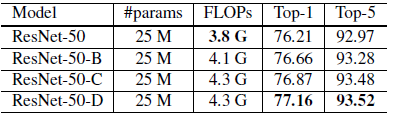 Model #params FLOPs Top-1 Top-5
ResNet-50 25 M 3.8 G 76.21 92.97
ResNet-50-B 25 M 4.1 G 76.66 93.28
ResNet-50-C 25 M 4.3 G 76.87 93.48
ResNet-50-D 25 M 4.3 G 77.16 93.52